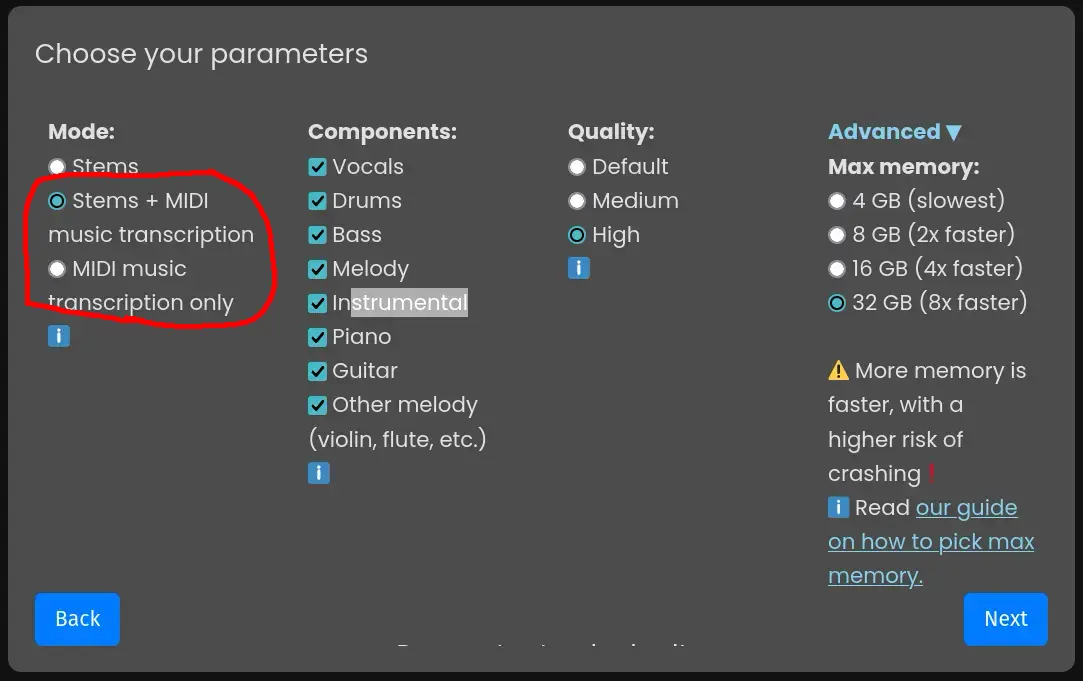 Choose your parameters
Mode:
Stems
Stems + MIDI
music transcription
MIDI music
transcription only
Components:
Vocals
Drums
Bass
Melody
Instrumental
Piano
Guitar
Other melody
(violin, flute, etc.)
Quality:
Default
Medium
High
Advanced ▼
Max memory:
4 GB (slowest)
8 GB (2x faster)
16 GB (4x faster)
32 GB (8x faster)
⚠️ More memory is
faster, with a
higher risk of
crashing❗
ℹ️ Read our guide
on how to pick max
memory.
Back
Next